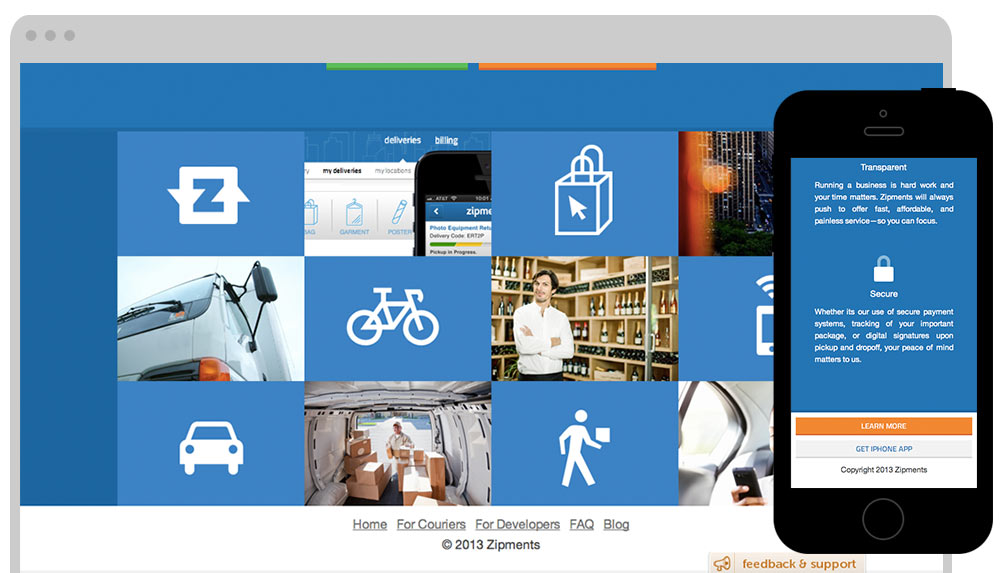 deliveries billing
my deliveries my locations
GARMENT POSTER
AT&T 10:01
Photo Equipment Retu
Delivery Code: ERT2P
Pickup in Progress.
Home For Couriers For Developers FAQ Blog
© 2013 Zipments
feedback & support
Transparent
Running a business is hard work and
your time matters. Zipments will always
push to offer fast, affordable, and
painless service—so you can focus.
Secure
Whether its our use of secure payment
systems, tracking of your important
package, or digital signatures upon
pickup and dropoff, your peace of mind
matters to us.
LEARN MORE
GET IPHONE APP
Copyright 2013 Zipments